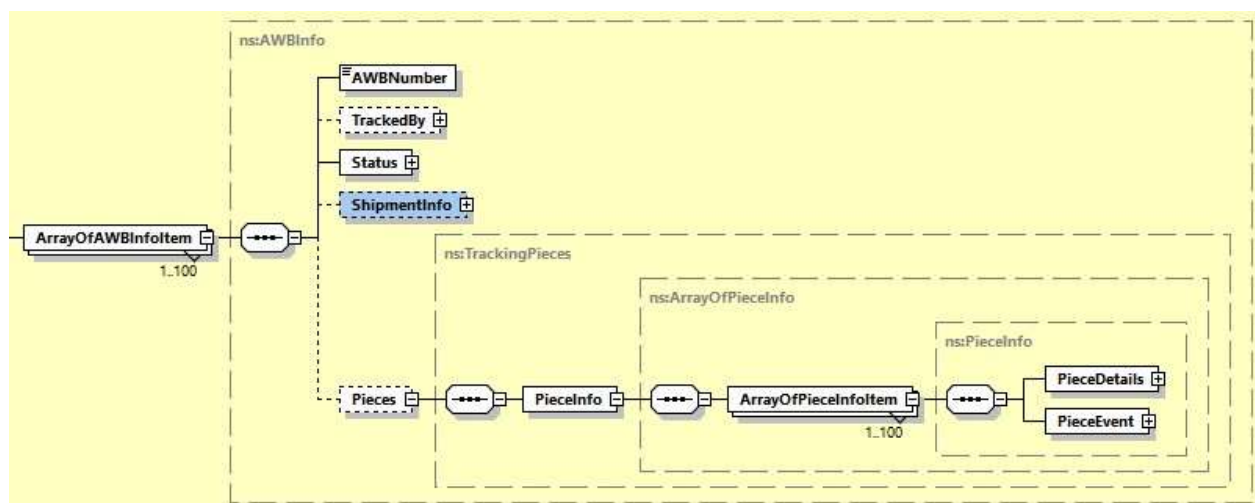 ns:AWBInfo
AWBNumber
TrackedBy
Status
ShipmentInfo
ArrayOfAWBInfoItem
1..100
ns:TrackingPieces
ns:ArrayOfPieceInfo
ns:PieceInfo
Pieces
PieceInfo
ArrayOfPieceInfoItem
1..100
PieceDetails
PieceEvent